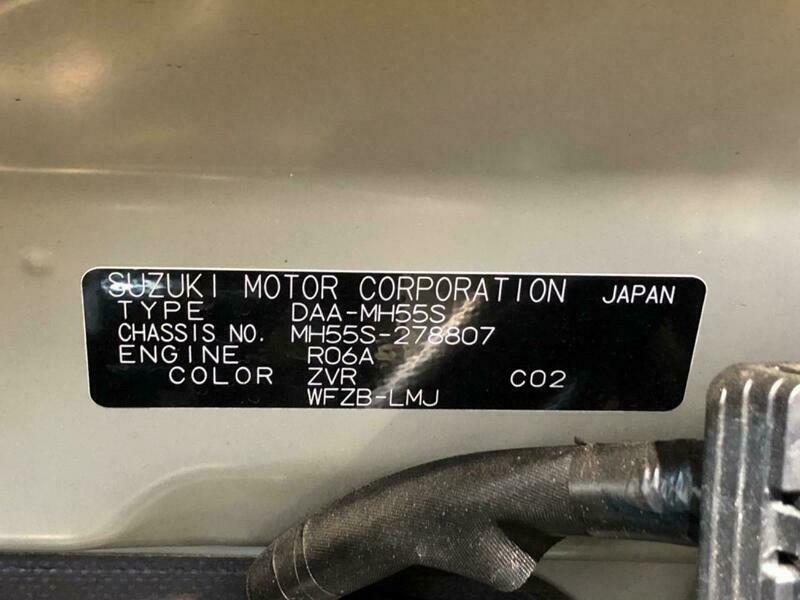 SUZUKI MOTOR CORPORATION JAPAN
TYPE DAA-MH55S
CHASSIS NO. MH55S-278807
ENGINE R06A
COLOR ZVR C02
WFZB-LMJ